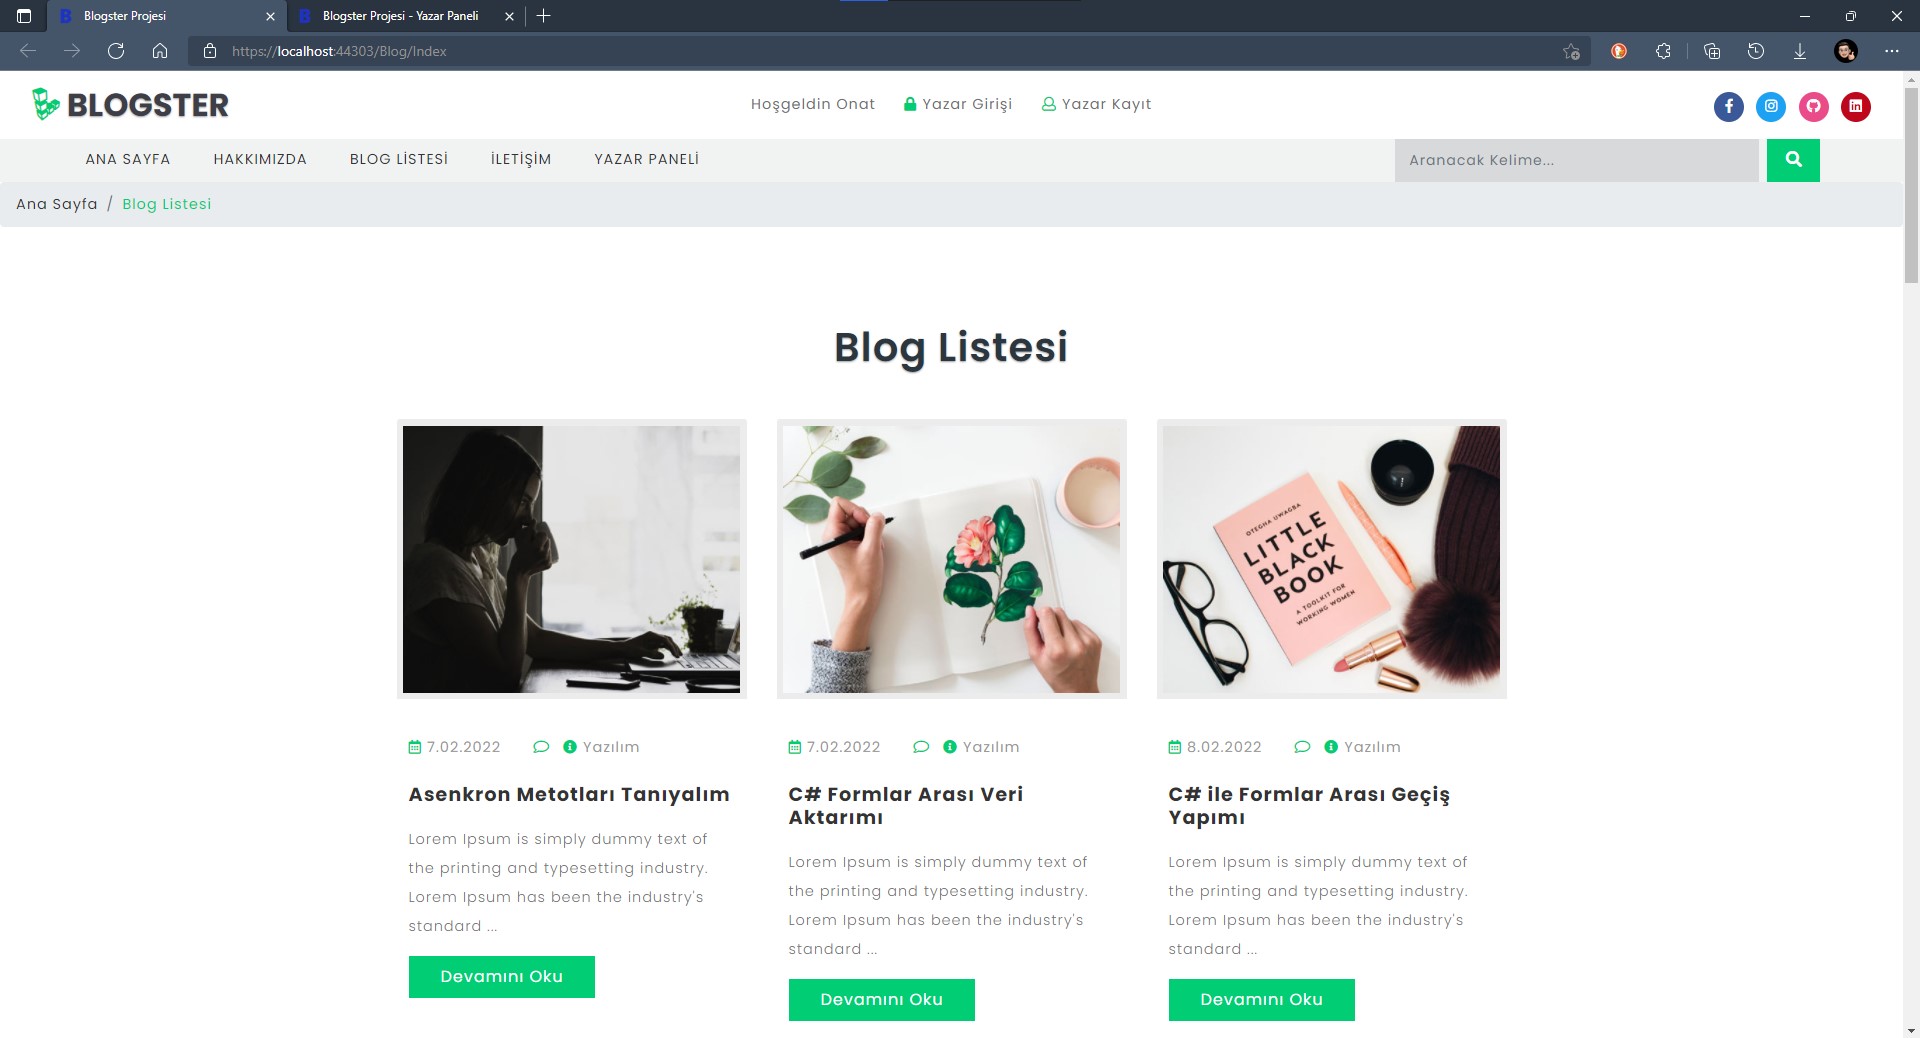 Blogster Projesi
Blogster Projesi - Yazar Paneli
https://localhost:44303/Blog/Index
BLOGSTER
Hoşgeldin Onat
Yazar Girişi
Yazar Kayıt
ANA SAYFA
HAKKIMIZDA
BLOG LİSTESİ
İLETİŞİM
YAZAR PANELİ
Aranacak Kelime...
Ana Sayfa / Blog Listesi
Blog Listesi
OTEGHA UWAGBA
LITTLE
BLACK
BOOK
A TOOLKIT FOR
WORKING WOMEN
7.02.2022 Yazılım
Asenkron Metotları Tanıyalım
Lorem Ipsum is simply dummy text of
the printing and typesetting industry.
Lorem Ipsum has been the industry's
standard ...
Devamını Oku
7.02.2022 Yazılım
C# Formlar Arası Veri
Aktarımı
Lorem Ipsum is simply dummy text of
the printing and typesetting industry.
Lorem Ipsum has been the industry's
standard ...
Devamını Oku
8.02.2022 Yazılım
C# ile Formlar Arası Geçiş
Yapımı
Lorem Ipsum is simply dummy text of
the printing and typesetting industry.
Lorem Ipsum has been the industry's
standard ...
Devamını Oku